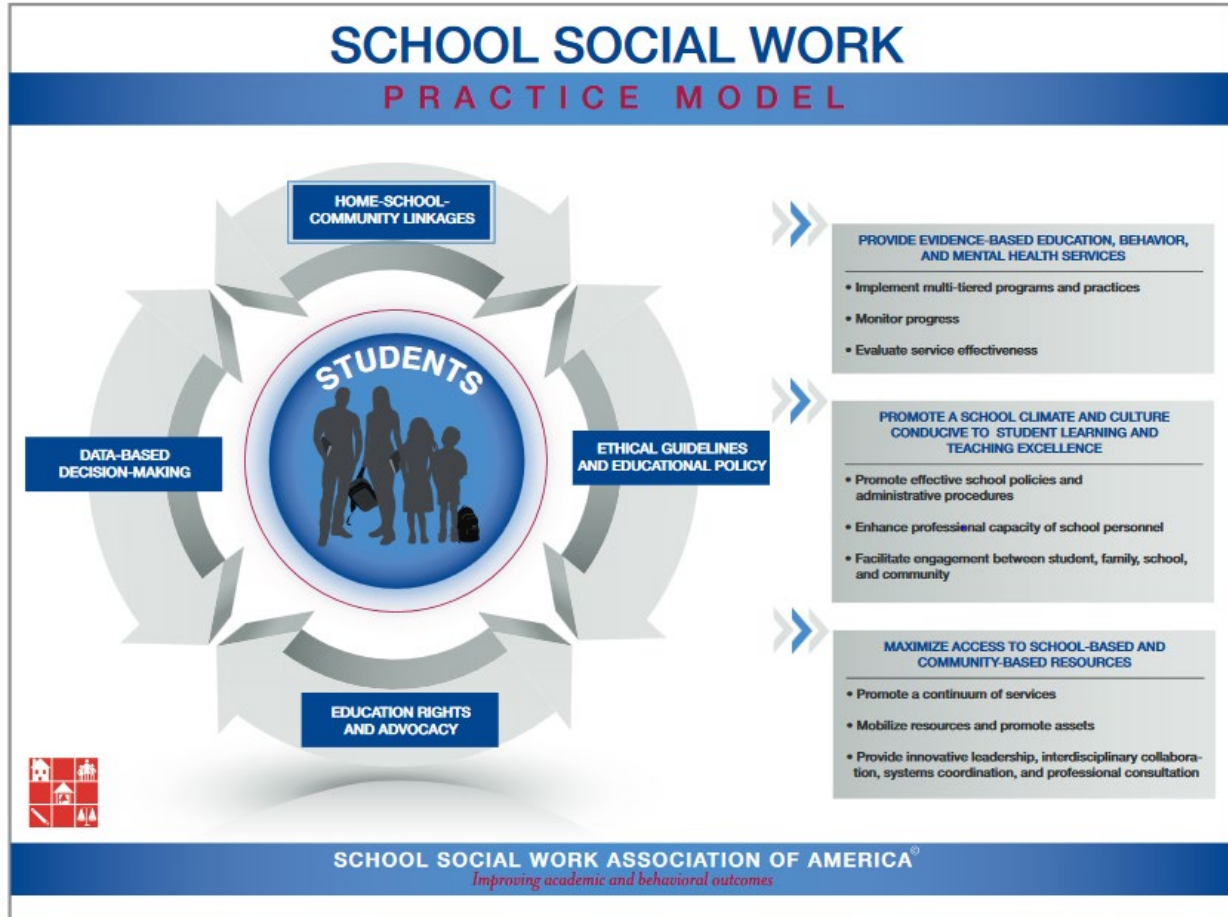 SCHOOL SOCIAL WORK
PRACTICE MODEL
HOME-SCHOOL-
COMMUNITY LINKAGES
STUDENTS
DATA-BASED
DECISION-MAKING
ETHICAL GUIDELINES
AND EDUCATIONAL POLICY
EDUCATION RIGHTS
AND ADVOCACY
PROVIDE EVIDENCE-BASED EDUCATION, BEHAVIOR,
AND MENTAL HEALTH SERVICES
• Implement multi-tiered programs and practices
• Monitor progress
• Evaluate service effectiveness
PROMOTE A SCHOOL CLIMATE AND CULTURE
CONDUCIVE TO STUDENT LEARNING AND
TEACHING EXCELLENCE
• Promote effective school policies and
administrative procedures
• Enhance professional capacity of school personnel
• Facilitate engagement between student, family, school,
and community
MAXIMIZE ACCESS TO SCHOOL-BASED AND
COMMUNITY-BASED RESOURCES
• Promote a continuum of services
• Mobilize resources and promote assets
• Provide innovative leadership, interdisciplinary collabora-
tion, systems coordination, and professional consultation
SCHOOL SOCIAL WORK ASSOCIATION OF AMERICA©
Improving academic and behavioral outcomes